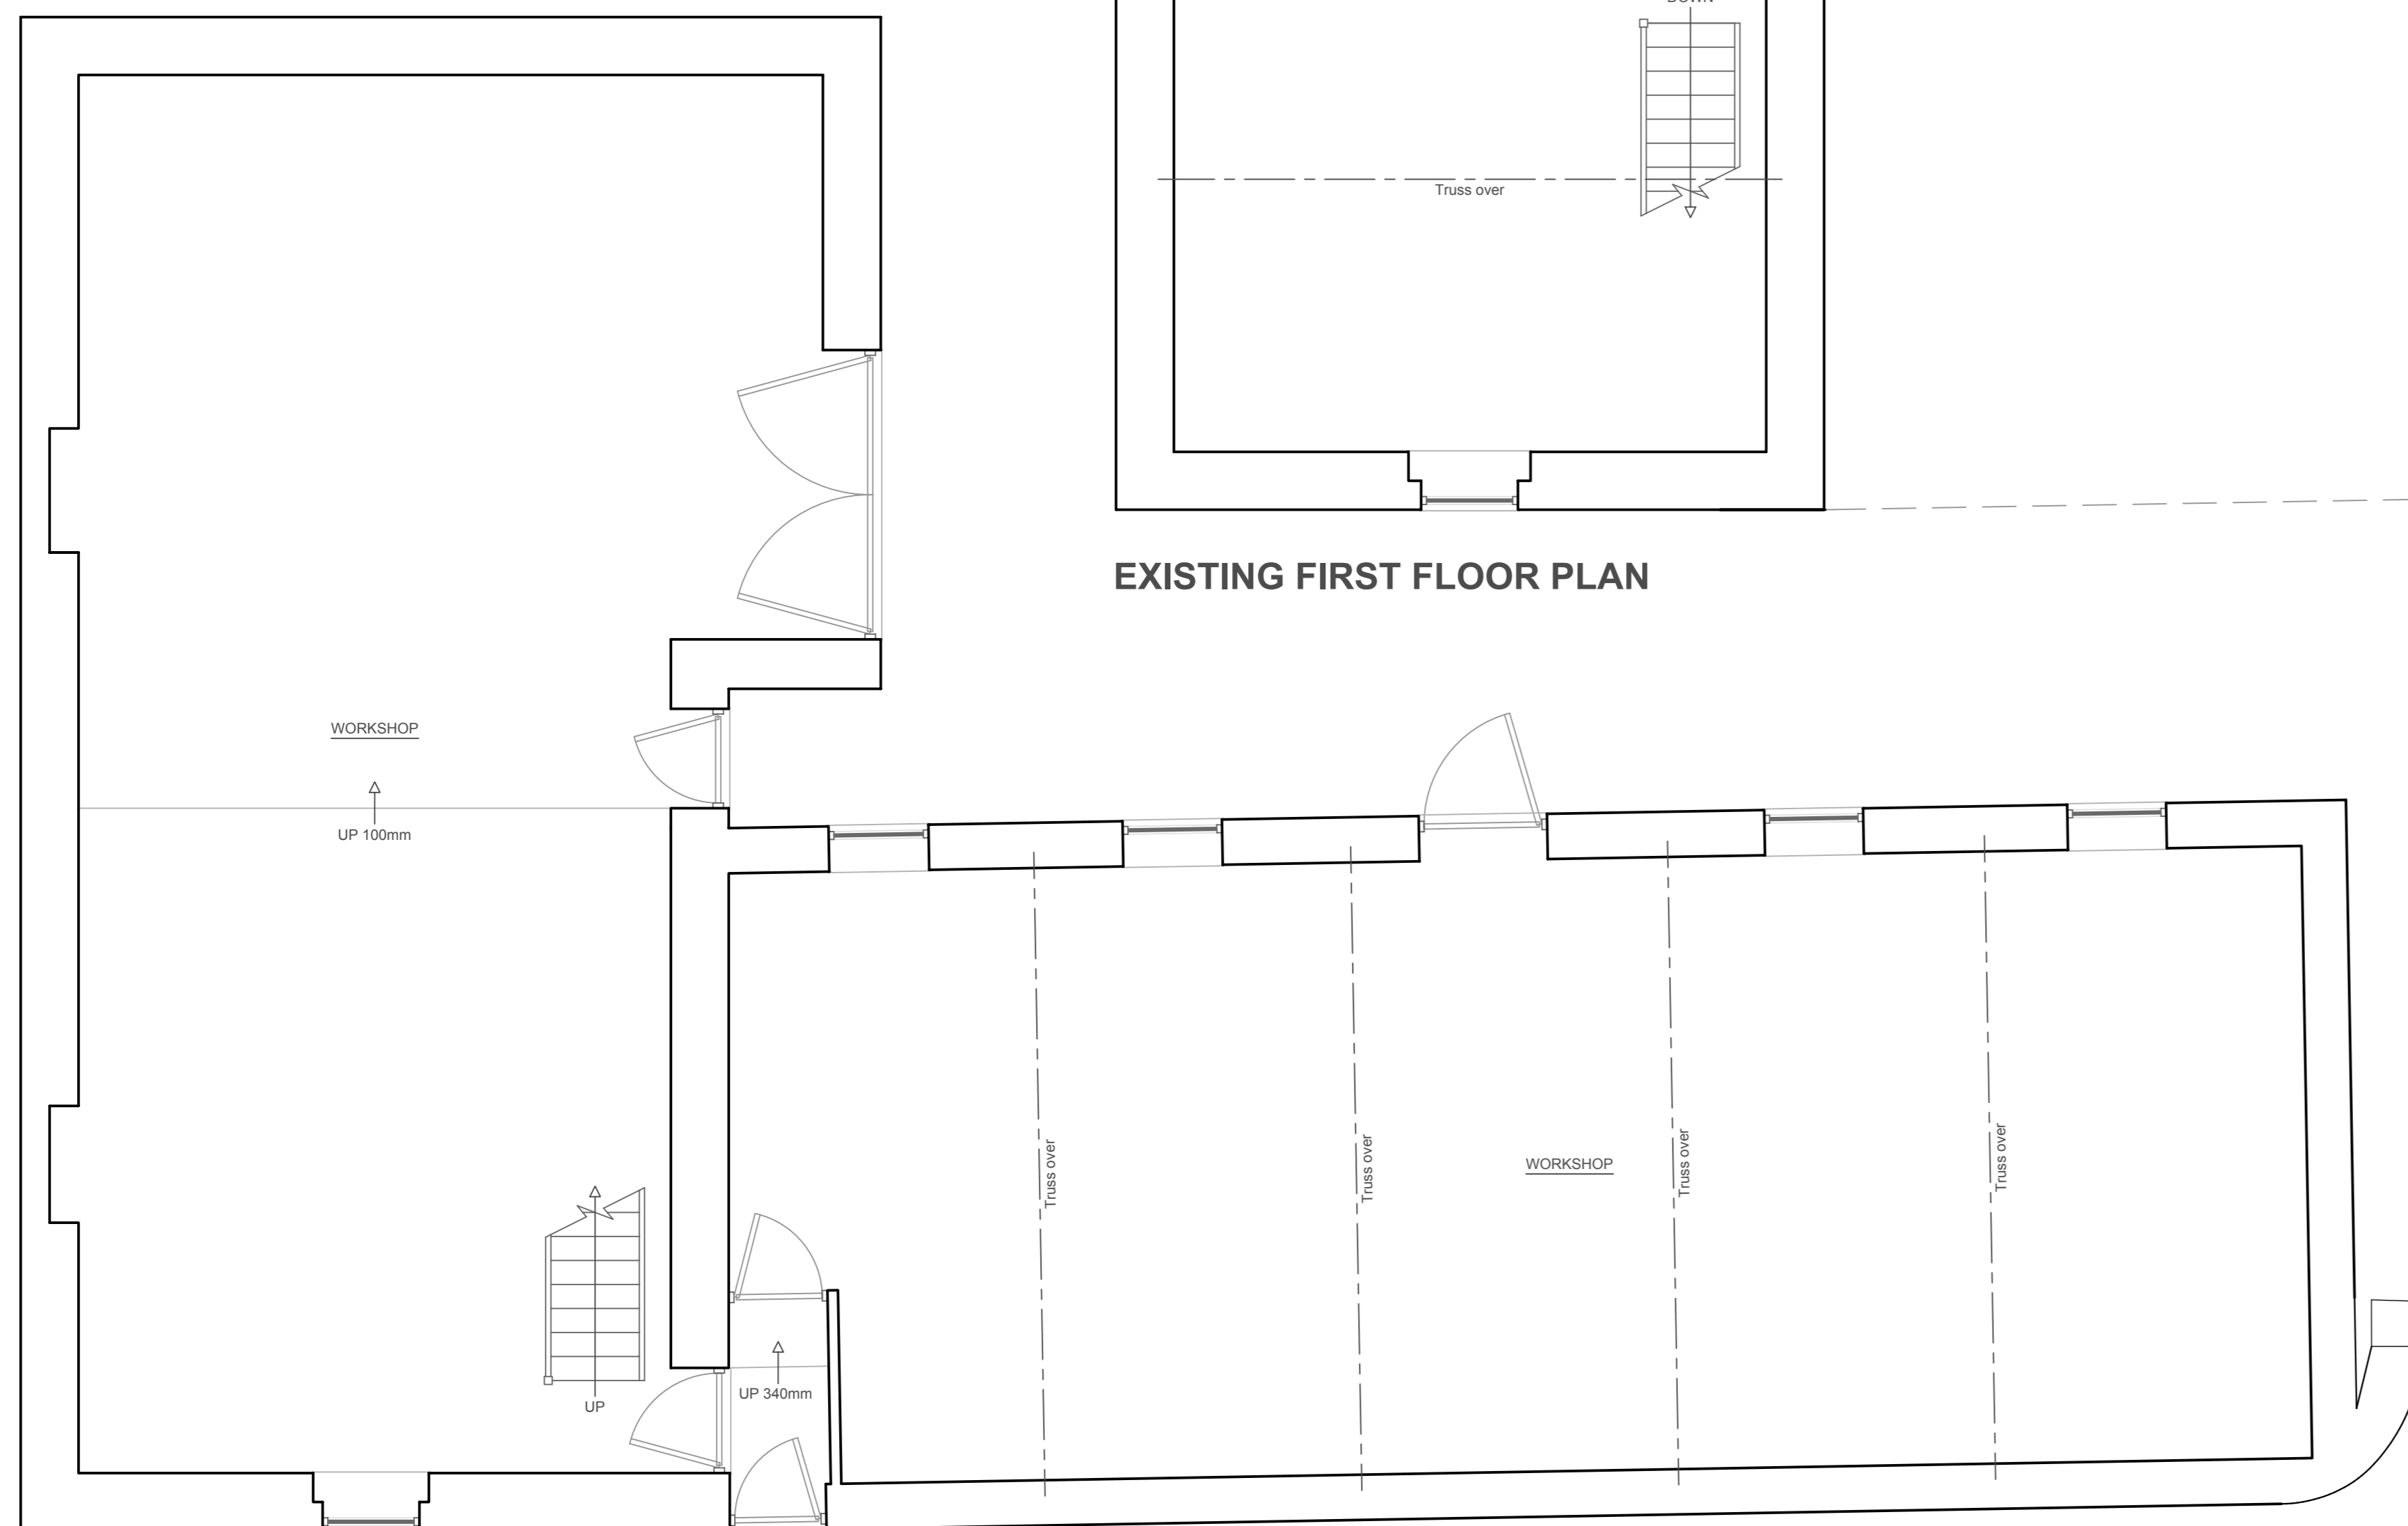 DOWN
Truss over
EXISTING FIRST FLOOR PLAN
WORKSHOP
UP 100mm
Truss over
Truss over
Truss over
Truss over
WORKSHOP
UP 340mm
UP